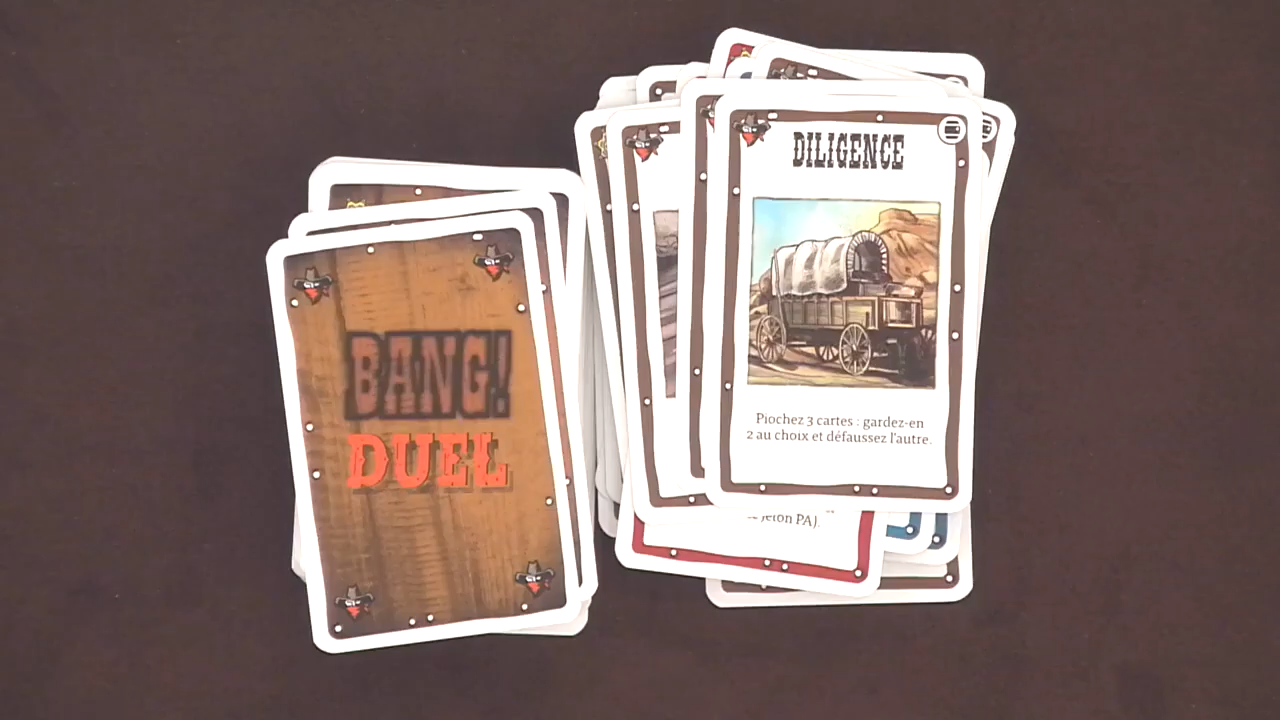 BANG!
DUEL
DILIGENCE
Piochez 3 cartes : gardez-en
2 au choix et défaussez l'autre.
jeton PA).